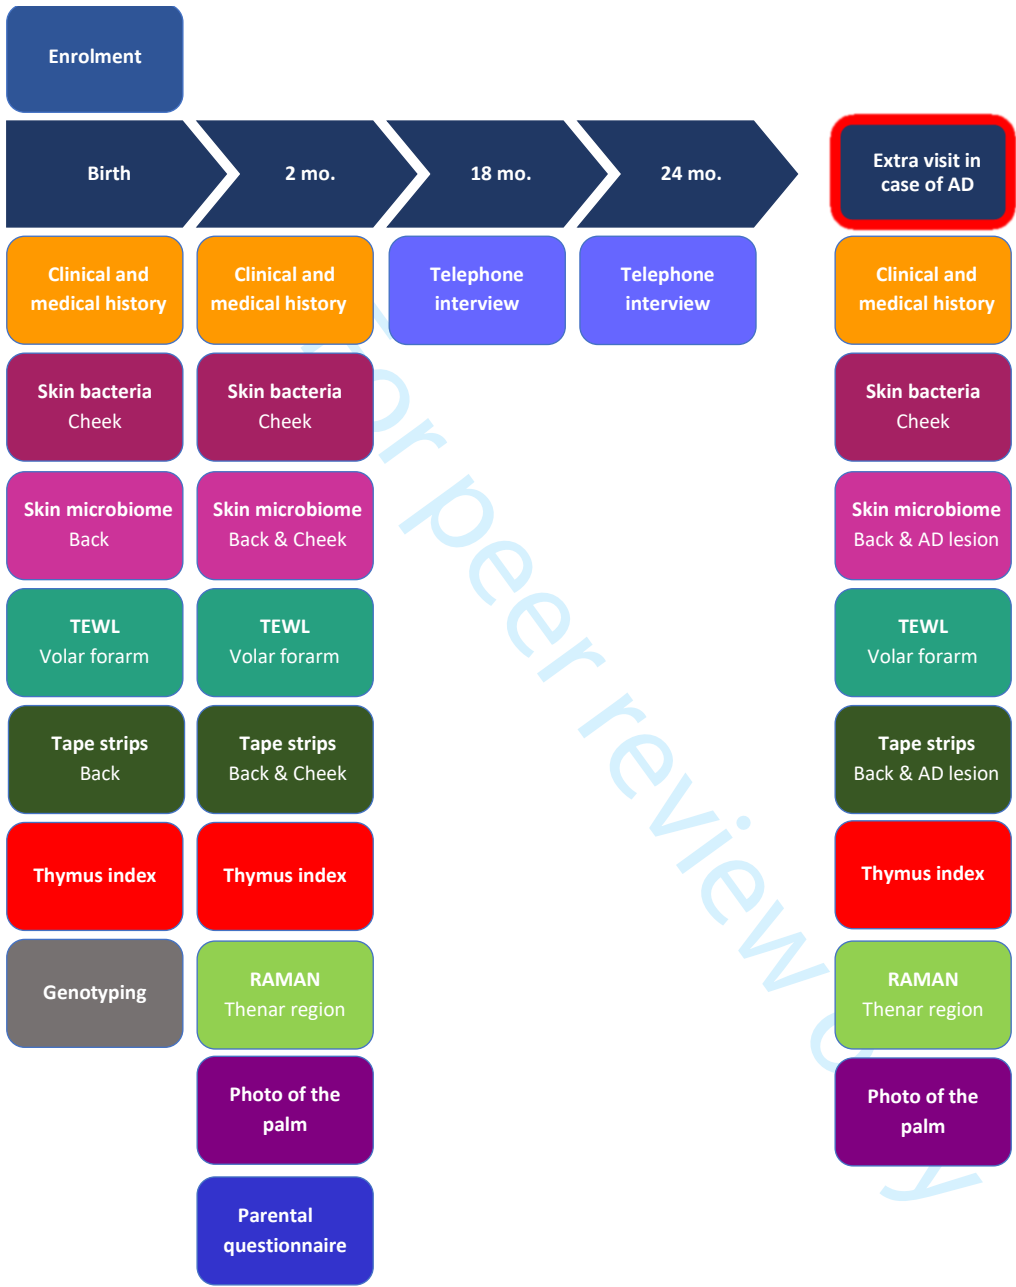 Enrolment
Birth
2 mo.
18 mo.
24 mo.
Extra visit in
case of AD
Clinical and
medical history
Clinical and
medical history
Telephone
interview
Telephone
interview
Clinical and
medical history
Skin bacteria
Cheek
Skin bacteria
Cheek
Skin bacteria
Cheek
Skin microbiome
Back
Skin microbiome
Back & Cheek
Skin microbiome
Back & AD lesion
TEWL
Volar forarm
TEWL
Volar forarm
TEWL
Volar forarm
Tape strips
Back
Tape strips
Back & Cheek
Tape strips
Back & AD lesion
Thymus index
Thymus index
Thymus index
Genotyping
RAMAN
Thenar region
RAMAN
Thenar region
Photo of the
palm
Photo of the
palm
Parental
questionnaire
For peer review only